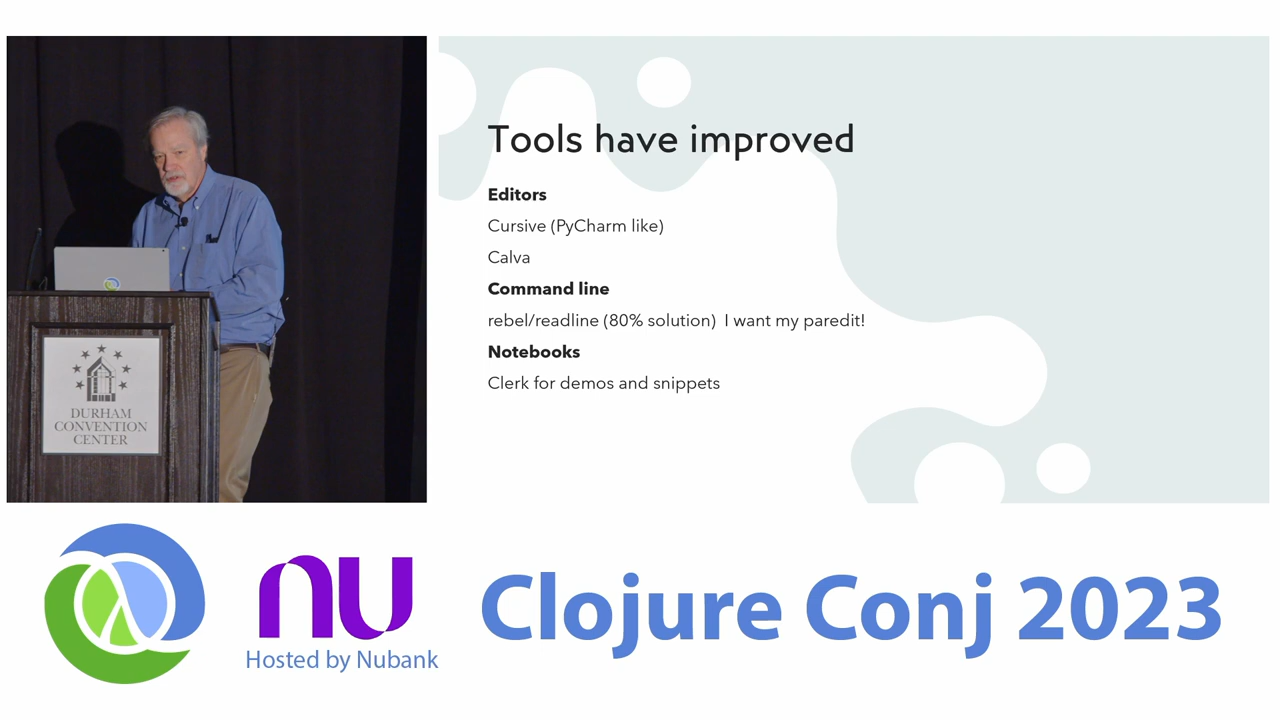 Tools have improved
Editors
Cursive (PyCharm like)
Calva
Command line
rebel/readline (80% solution)  I want my paredit!
Notebooks
Clerk for demos and snippets
DURHAM
CONVENTION
CENTER
nu
Hosted by Nubank
Clojure Conj 2023